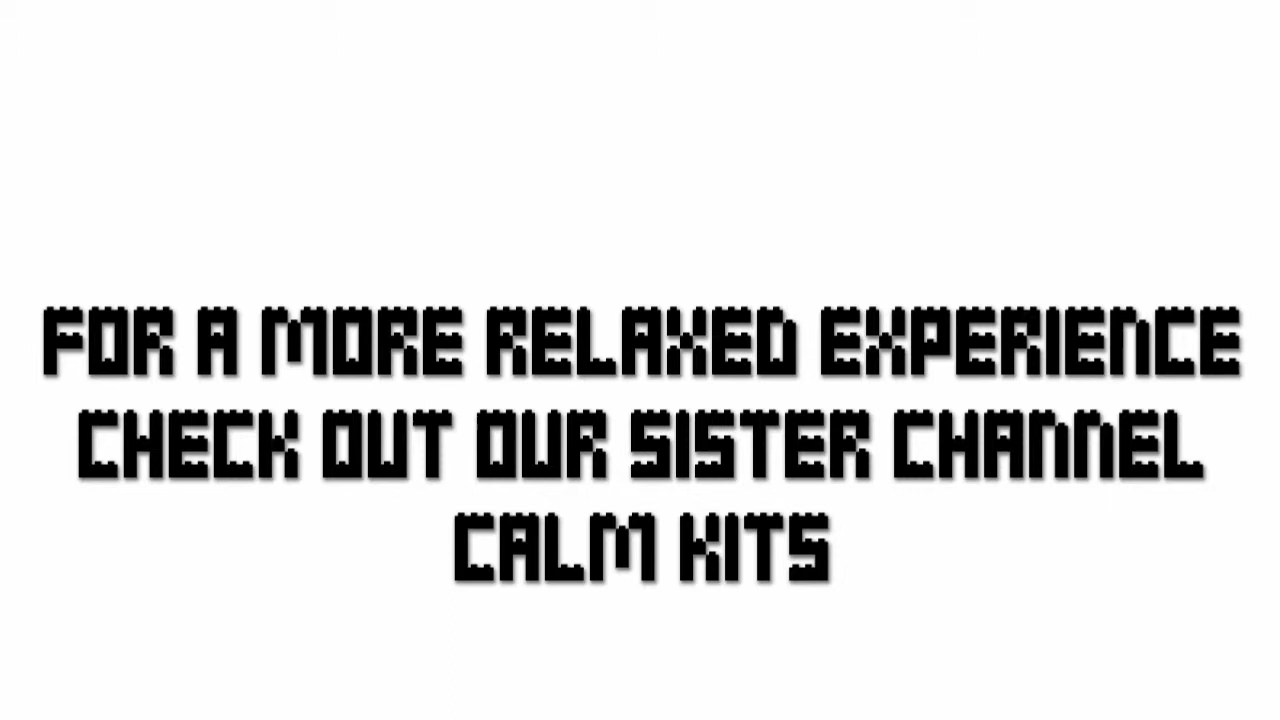 FOR A MORE RELAXED EXPERIENCE
CHECK OUT OUR SISTER CHANNEL
CALM KITS